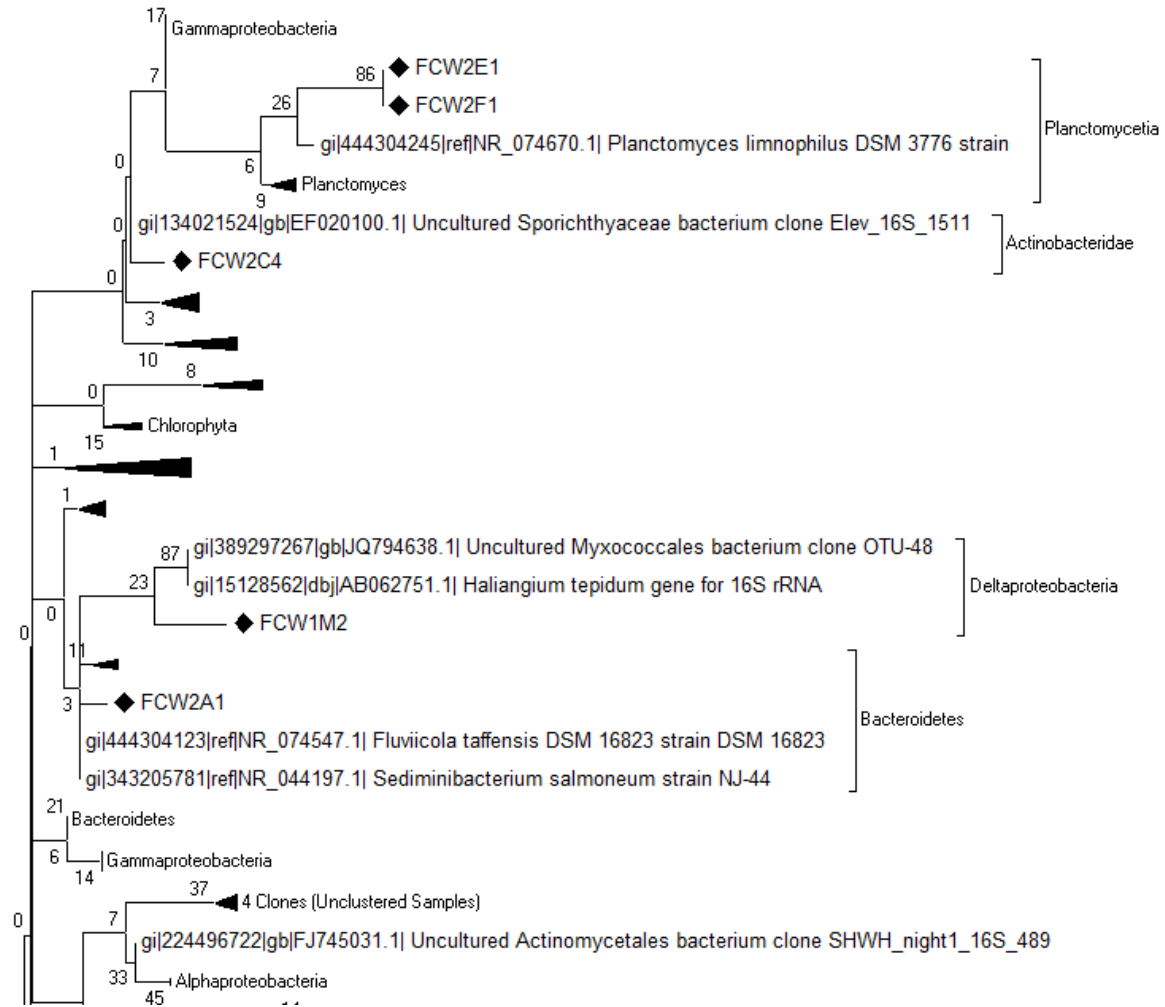 17
Gammaproteobacteria
7
86
FCW2E1
FCW2F1
26
Planctomycetia
gi|444304245|ref|NR_074670.1| Planctomyces limnophilus DSM 3776 strain
0
6
Planctomyces
9
0
gi|134021524|gb|EF020100.1| Uncultured Sporichthyaceae bacterium clone Elev_16S_1511
Actinobacteridae
FCW2C4
0
3
10
8
0
Chlorophyta
15
1
1
87
gi|389297267|gb|JQ794638.1| Uncultured Myxococcales bacterium clone OTU-48
23
gi|15128562|dbj|AB062751.1| Haliangium tepidum gene for 16S rRNA
Deltaproteobacteria
0
FCW1M2
0
11
3
FCW2A1
Bacteroidetes
gi|444304123|ref|NR_074547.1| Fluviicola taffensis DSM 16823 strain DSM 16823
gi|343205781|ref|NR_044197.1| Sediminibacterium salmoneum strain NJ-44
21
Bacteroidetes
6
Gammaproteobacteria
14
37
4 Clones (Unclustered Samples)
0
7
gi|224496722|gb|FJ745031.1| Uncultured Actinomycetales bacterium clone SHWH_night1_16S_489
33
Alphaproteobacteria
45